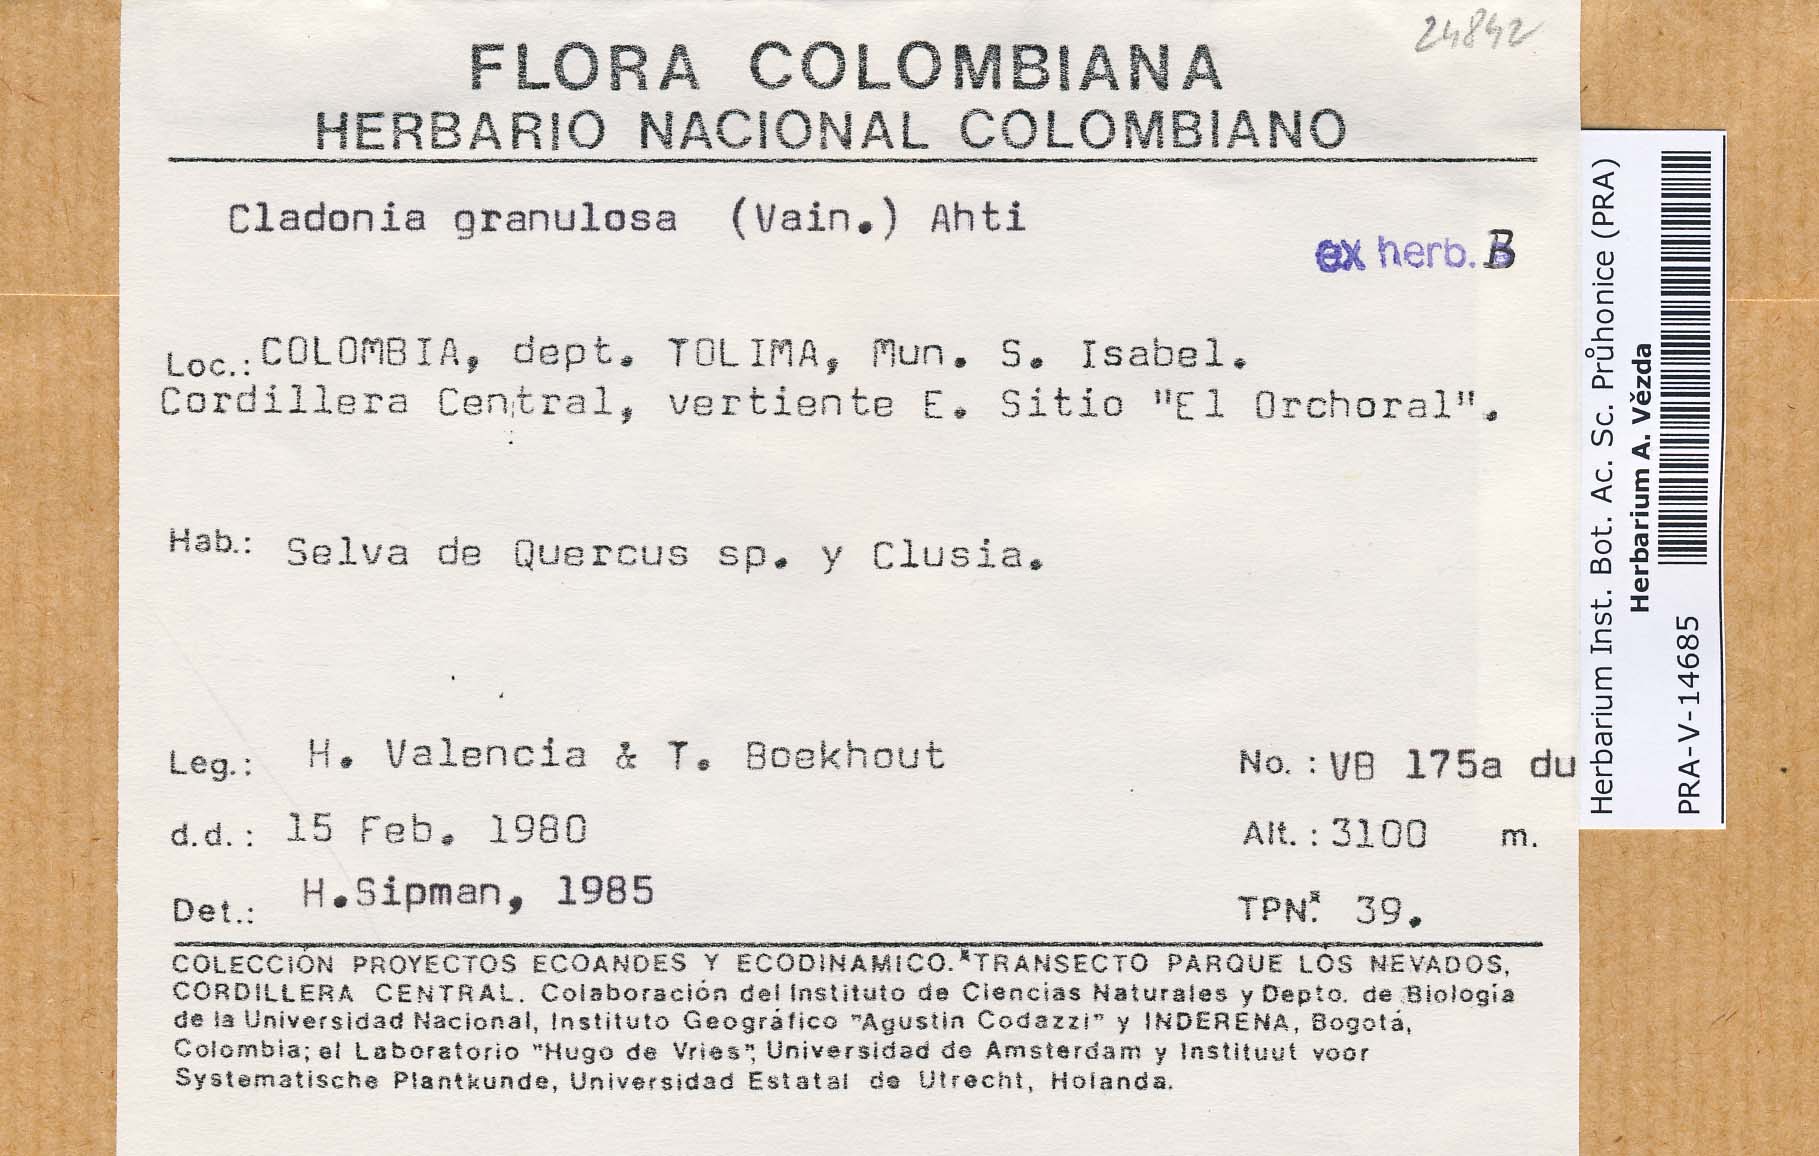 24842
FLORA COLOMBIANA
HERBARIO NACIONAL COLOMBIANO
Cladonia granulosa (Vain.) Ahti
ex herb. B
Loc.: COLOMBIA, dept. TOLIMA, Mun. S. Isabel.
Cordillera Central, vertiente E. Sitio "El Orchoral".
Hab.: Selva de Quercus sp. y Clusia.
Leg.: H. Valencia & T. Boekhout No. : VB 175a du
d.d. : 15 Feb. 1980 Alt. : 3100 m.
Det.: H.Sipman, 1985 TPN.* 39.
COLECCIÓN PROYECTOS ECOANDES Y ECODINAMICO.*TRANSECTO PARQUE LOS NEVADOS,
CORDILLERA CENTRAL. Colaboración del Instituto de Ciencias Naturales y Depto. de Biología
de la Universidad Nacional, Instituto Geográfico "Agustín Codazzi" y INDERENA, Bogotá,
Colombia; el Laboratorio "Hugo de Vries", Universidad de Amsterdam y Instituut voor
Systematische Plantkunde, Universidad Estatal de Utrecht, Holanda.
Herbarium Inst. Bot. Ac. Sc. Průhonice (PRA)
Herbarium A. Vězda
PRA-V-14685